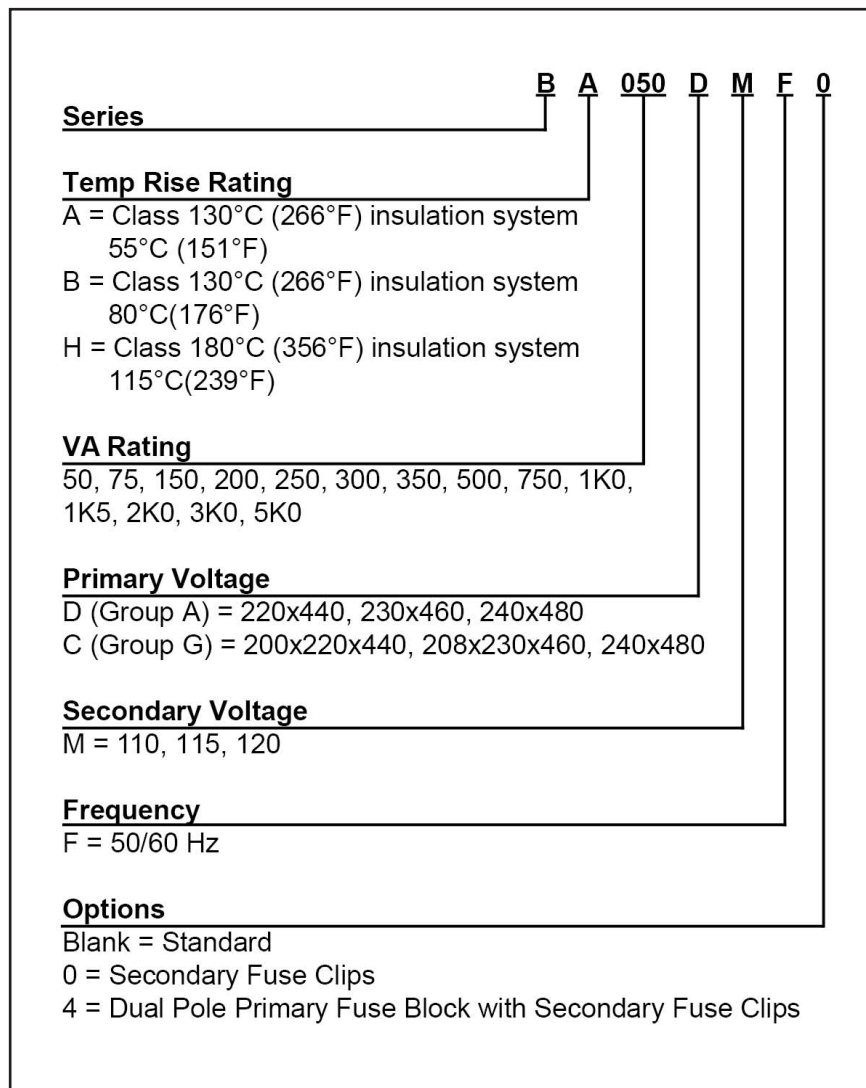 B A 050 D M F 0
Series
Temp Rise Rating
A = Class 130°C (266°F) insulation system
55°C (151°F)
B = Class 130°C (266°F) insulation system
80°C(176°F)
H = Class 180°C (356°F) insulation system
115°C(239°F)
VA Rating
50, 75, 150, 200, 250, 300, 350, 500, 750, 1K0,
1K5, 2K0, 3K0, 5K0
Primary Voltage
D (Group A) = 220x440, 230x460, 240x480
C (Group G) = 200x220x440, 208x230x460, 240x480
Secondary Voltage
M = 110, 115, 120
Frequency
F = 50/60 Hz
Options
Blank = Standard
0 = Secondary Fuse Clips
4 = Dual Pole Primary Fuse Block with Secondary Fuse Clips